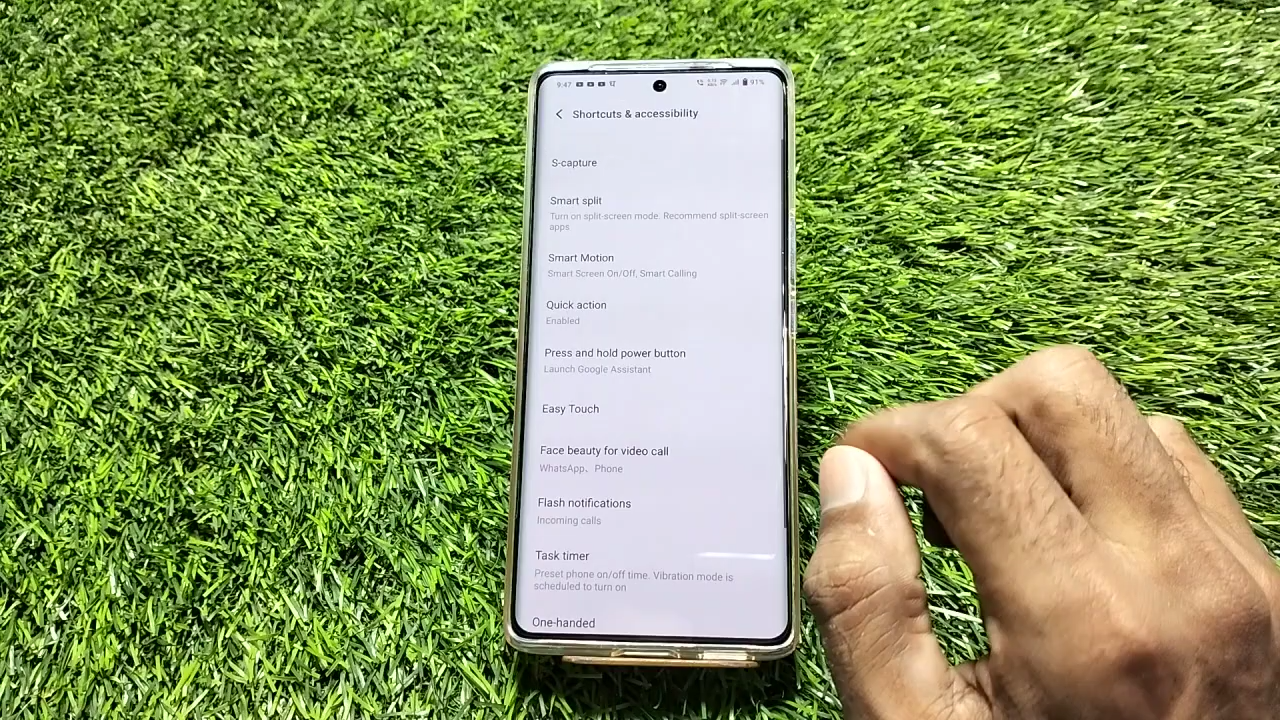 9:47
91%
Shortcuts & accessibility
S-capture
Smart split
Turn on split-screen mode. Recommend split-screen
apps.
Smart Motion
Smart Screen On/Off, Smart Calling
Quick action
Enabled
Press and hold power button
Launch Google Assistant
Easy Touch
Face beauty for video call
WhatsApp、Phone
Flash notifications
Incoming calls
Task timer
Preset phone on/off time. Vibration mode is
scheduled to turn on
One-handed